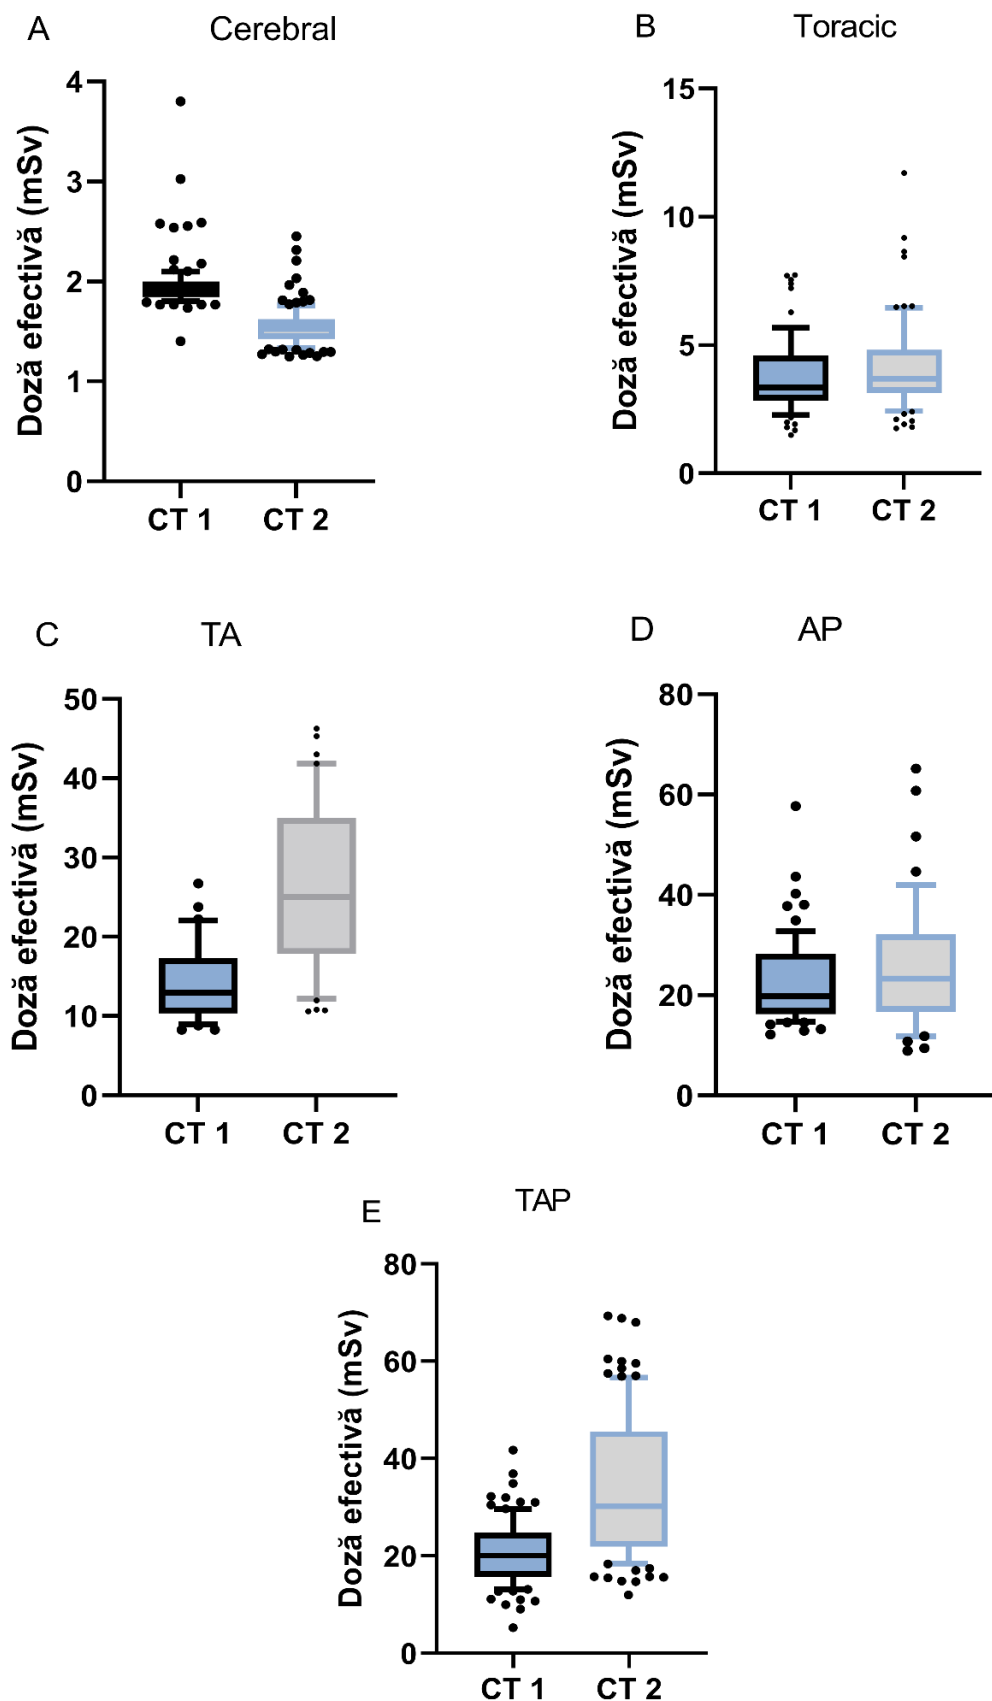 A
Cerebral
Doză efectivă (mSv)
4
3
2
1
0
CT 1
CT 2
B
Toracic
Doză efectivă (mSv)
15
10
5
0
CT 1
CT 2
C
TA
Doză efectivă (mSv)
50
40
30
20
10
0
CT 1
CT 2
D
AP
Doză efectivă (mSv)
80
60
40
20
0
CT 1
CT 2
E
TAP
Doză efectivă (mSv)
80
60
40
20
0
CT 1
CT 2